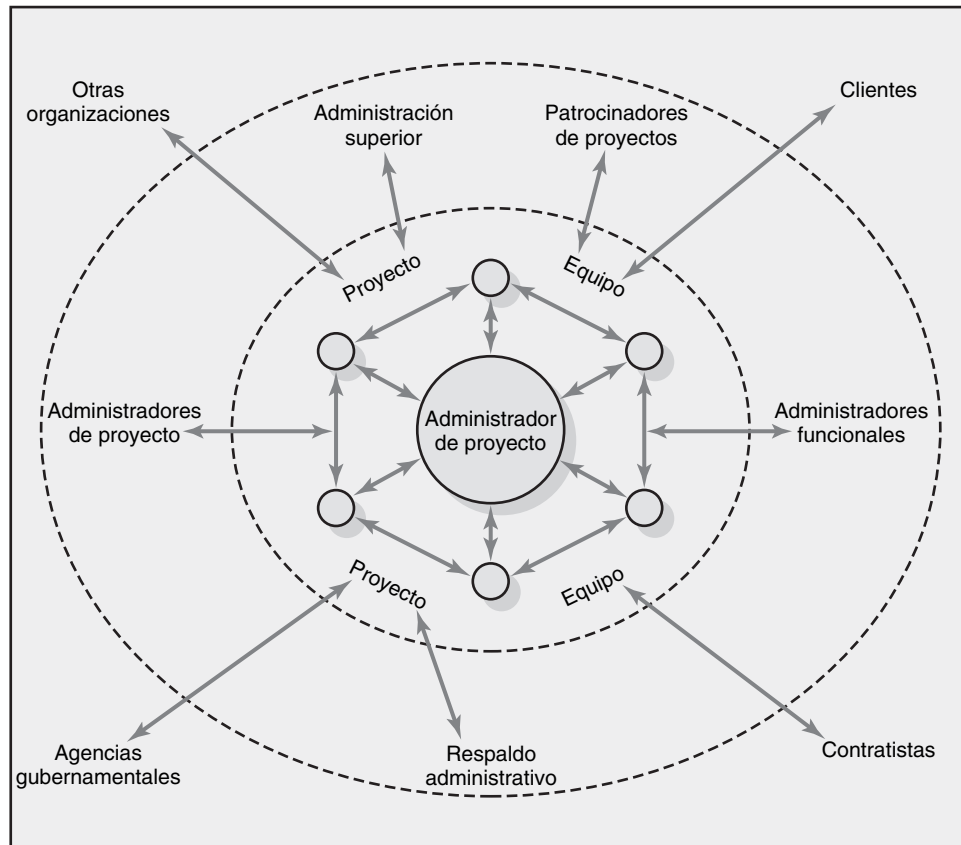 Otras
organizaciones
Administración
superior
Patrocinadores
de proyectos
Clientes
Proyecto
Equipo
Administradores
de proyecto
Administrador
de proyecto
Administradores
funcionales
Proyecto
Equipo
Agencias
gubernamentales
Respaldo
administrativo
Contratistas